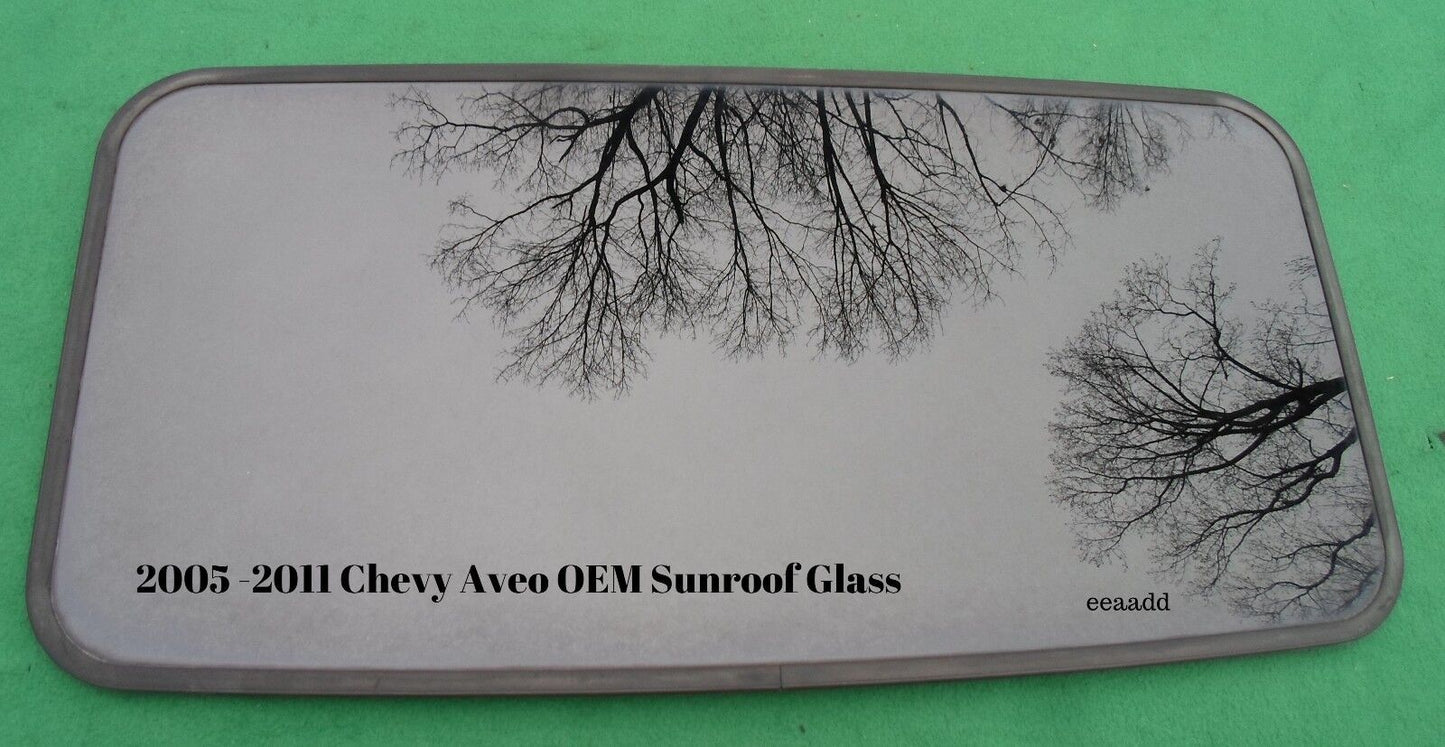 2005 -2011 Chevy Aveo OEM Sunroof Glass
eeaadd